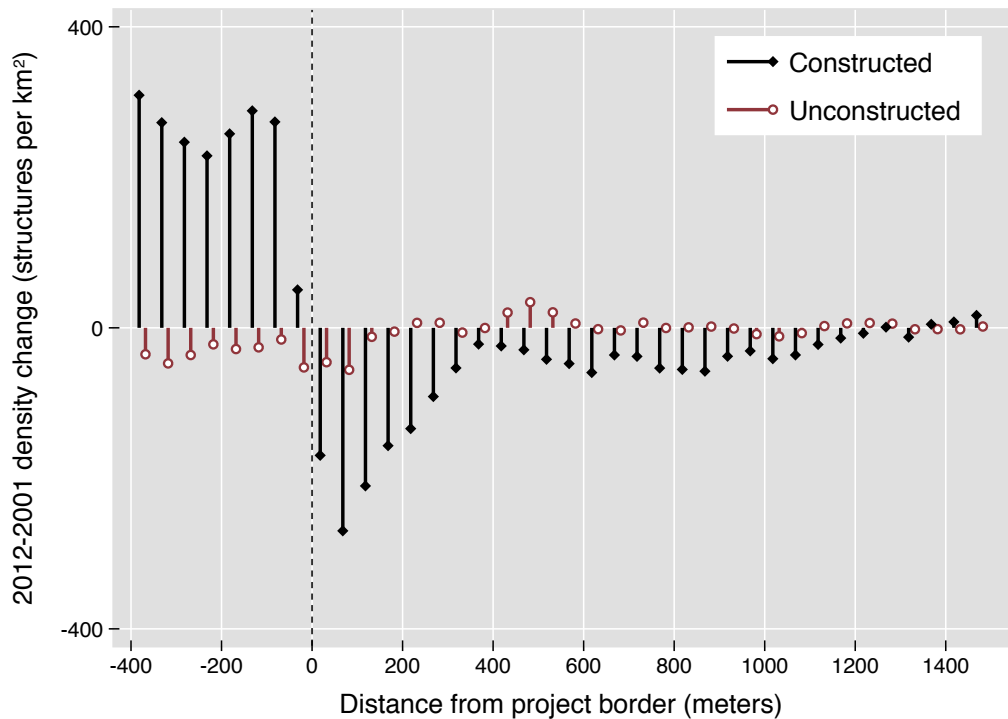 400
0
-400
2012-2001 density change (structures per km²)
Constructed
Unconstructed
-400 -200 0 200 400 600 800 1000 1200 1400
Distance from project border (meters)